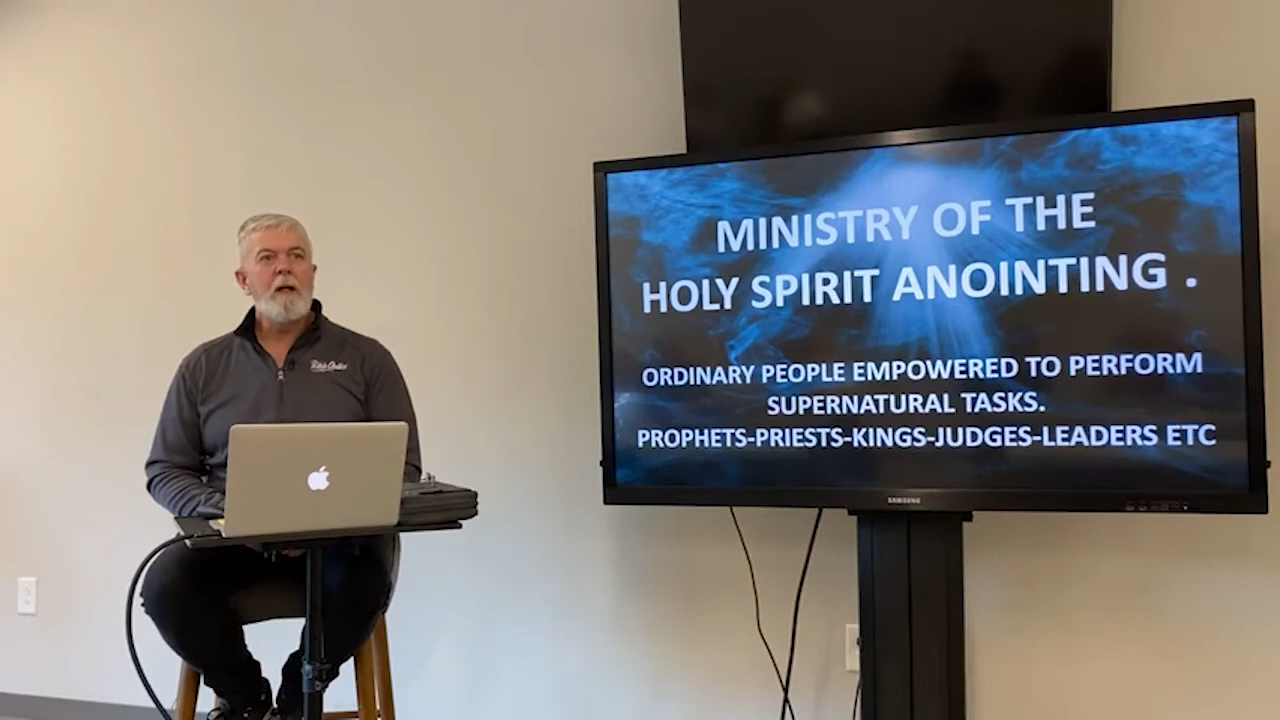 MINISTRY OF THE
HOLY SPIRIT ANOINTING .
ORDINARY PEOPLE EMPOWERED TO PERFORM
SUPERNATURAL TASKS.
PROPHETS-PRIESTS-KINGS-JUDGES-LEADERS ETC
SAMSUNG